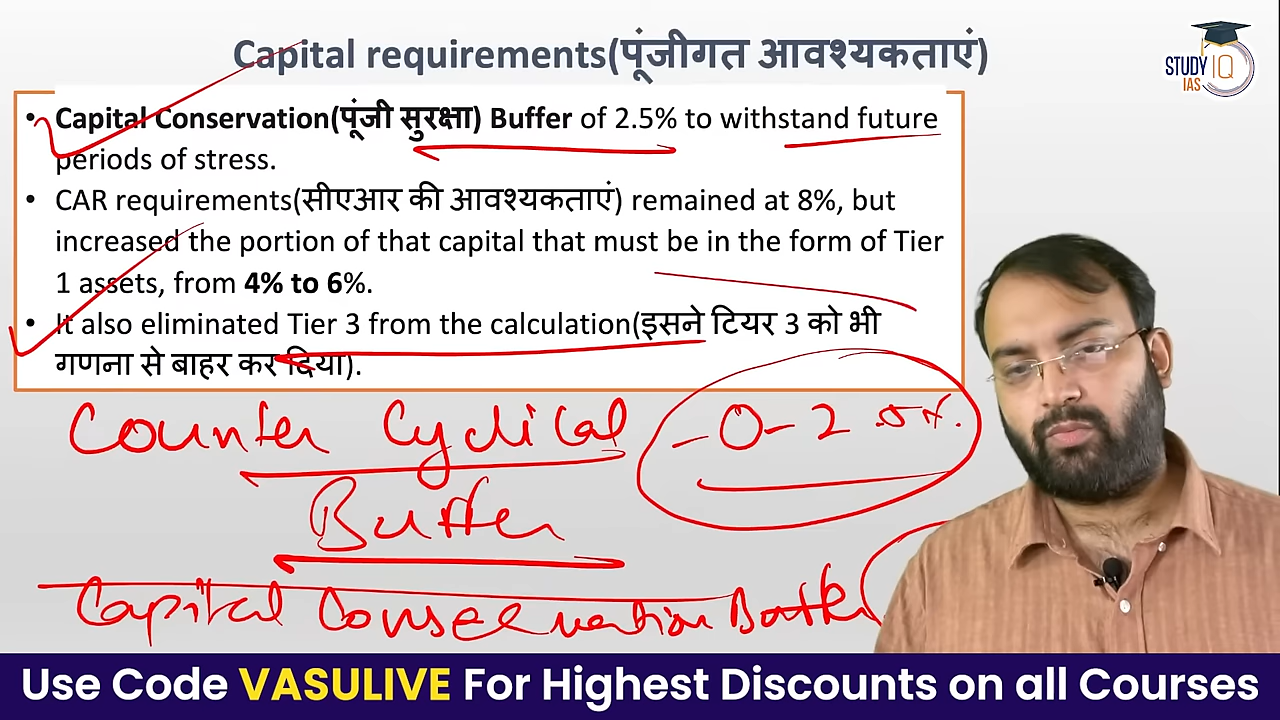 Capital requirements(पूंजीगत आवश्यकताएं)
STUDY IQ
IAS
• Capital Conservation(पूंजी सुरक्षा) Buffer of 2.5% to withstand future
periods of stress.
• CAR requirements(सीएआर की आवश्यकताएं) remained at 8%, but
increased the portion of that capital that must be in the form of Tier
1 assets, from 4% to 6%.
• It also eliminated Tier 3 from the calculation(इसने टियर 3 को भी
गणना से बाहर कर दिया).
Counter Cyclical - 0 - 2.5%.
Buffer
Capital Conservation Buffer
Use Code VASULIVE For Highest Discounts on all Courses